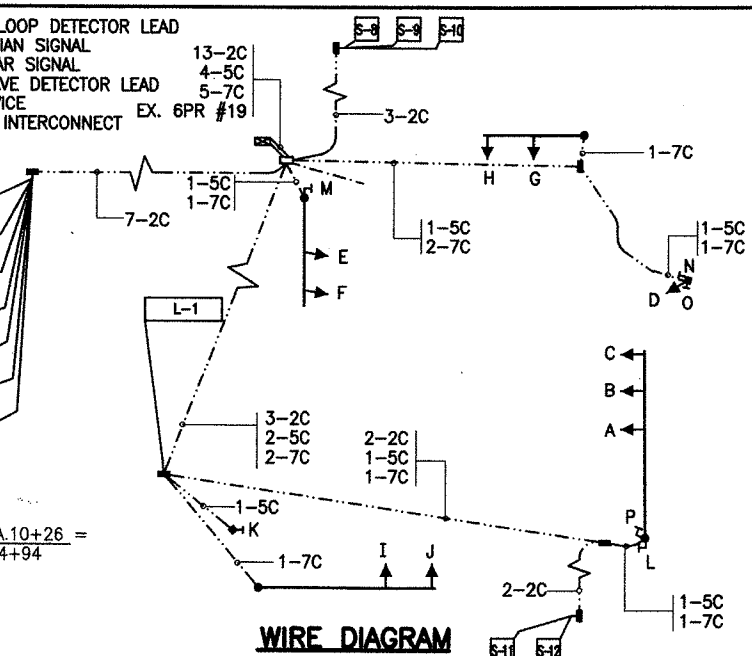 LOOP DETECTOR LEAD
IAN SIGNAL
AR SIGNAL
VE DETECTOR LEAD
VICE
INTERCONNECT
EX. 6PR #19
13-2C
4-5C
5-7C
S-8
S-9
S-10
3-2C
1-7C
H
G
1-5C
1-7C
M
7-2C
1-5C
2-7C
1-5C
1-7C
N
D
O
E
F
L-1
C
B
A
3-2C
2-5C
2-7C
2-2C
1-5C
1-7C
1-5C
K
A.10+26 =
4+94
1-7C
I
J
P
L
2-2C
1-5C
1-7C
WIRE DIAGRAM
S-11
S-12